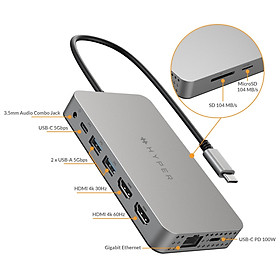 MicroSD
104 MB/s
SD 104 MB/s
3.5mm Audio Combo Jack
USB-C 5Gbps
2 x USB-A 5Gbps
HYPER
HDMI 4k 30Hz
HDMI 4k 60Hz
USB-C PD 100W
Gigabit Ethernet